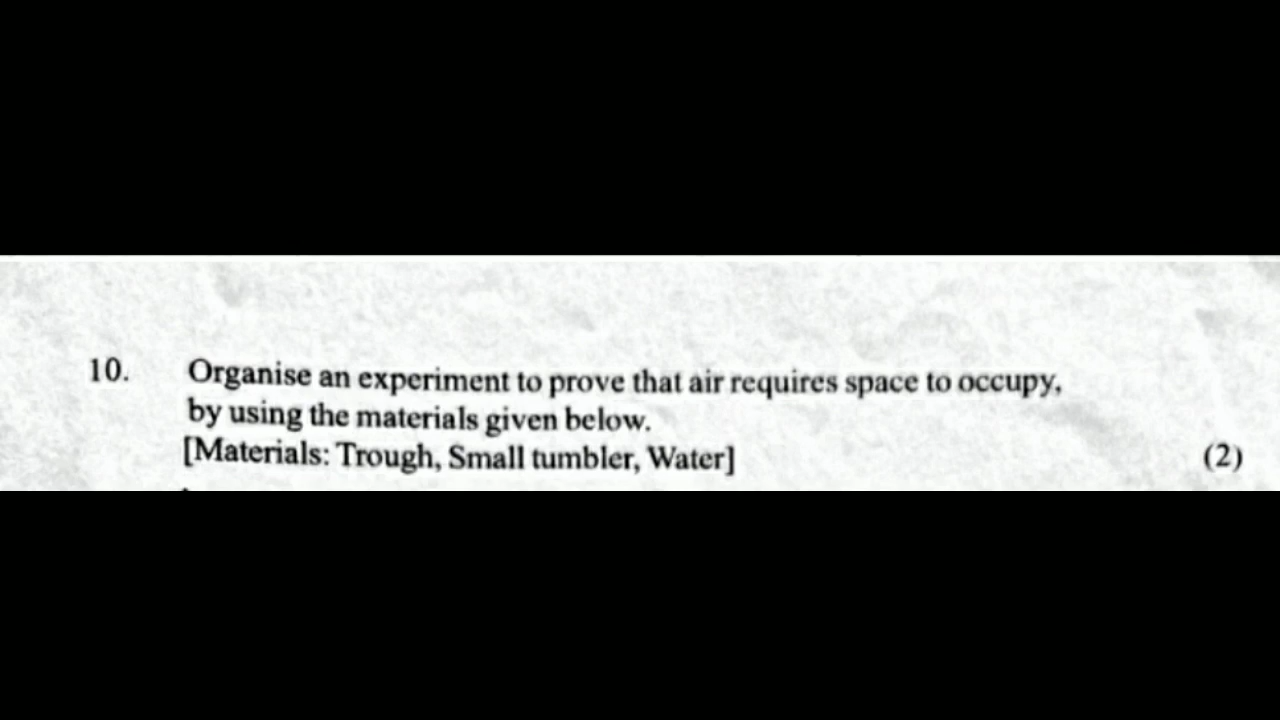 10. Organise an experiment to prove that air requires space to occupy,
by using the materials given below.
[Materials: Trough, Small tumbler, Water] (2)